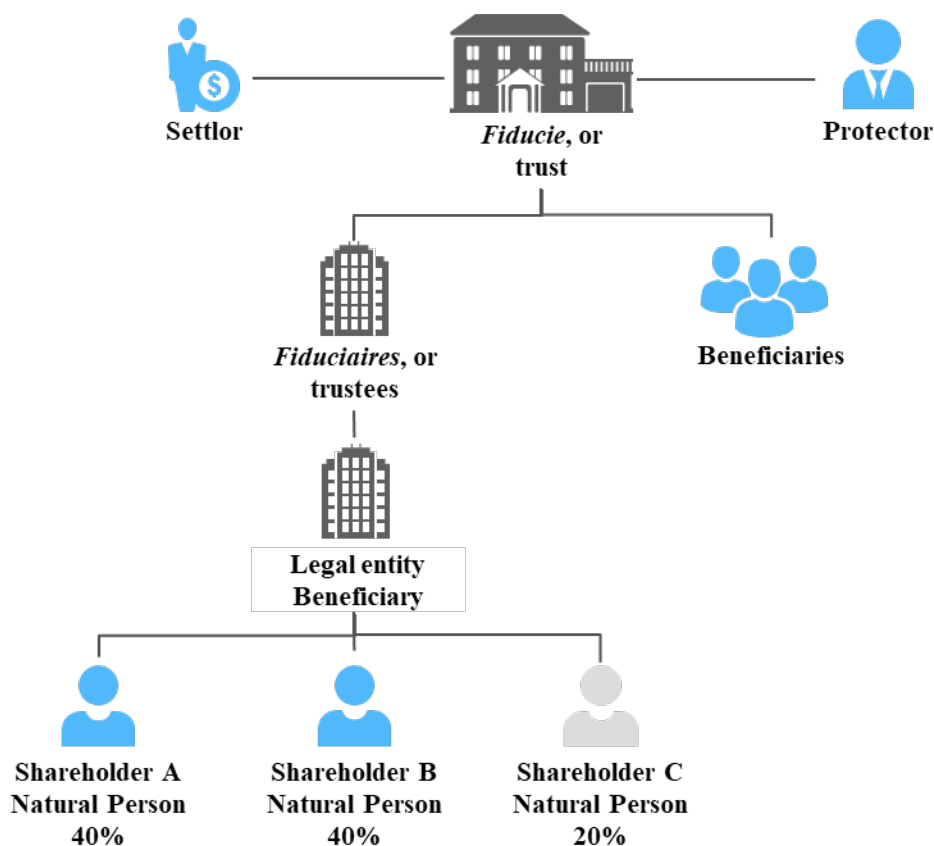 $
Settlor
Fiducie, or
trust
Protector
Fiduciaires, or
trustees
Beneficiaries
Legal entity
Beneficiary
Shareholder A
Natural Person
40%
Shareholder B
Natural Person
40%
Shareholder C
Natural Person
20%